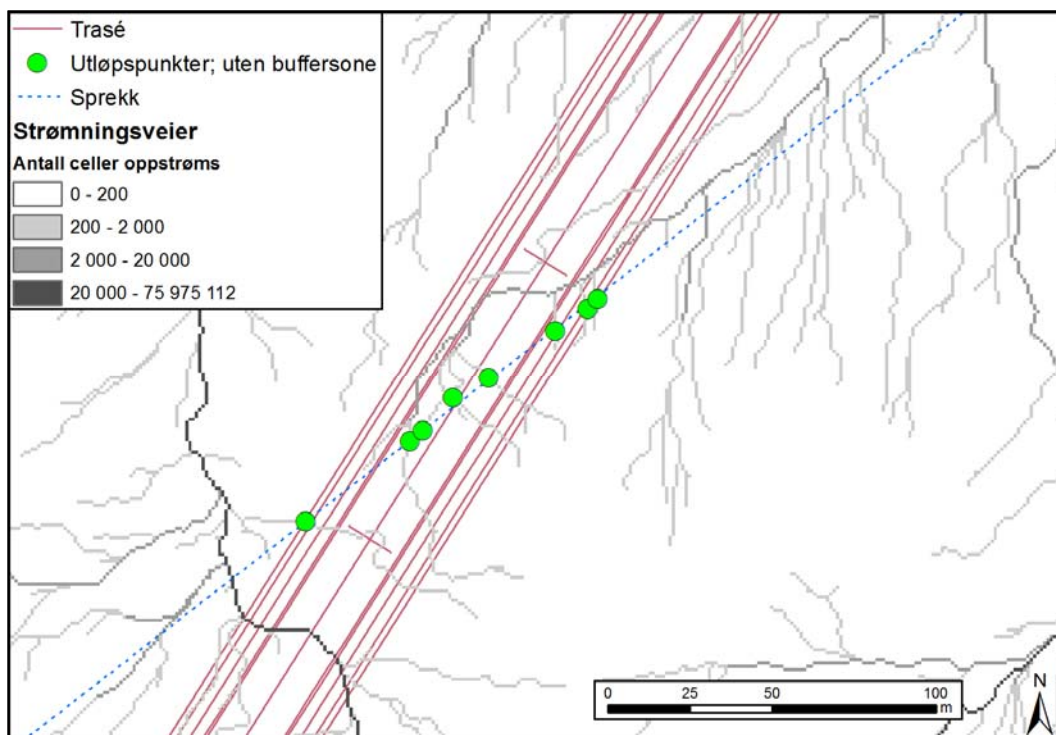 Trasé
Utløpspunkter; uten buffersone
Sprekk
Strømningsveier
Antall celler oppstrøms
0 - 200
200 - 2 000
2 000 - 20 000
20 000 - 75 975 112
0 25 50 100
m
N